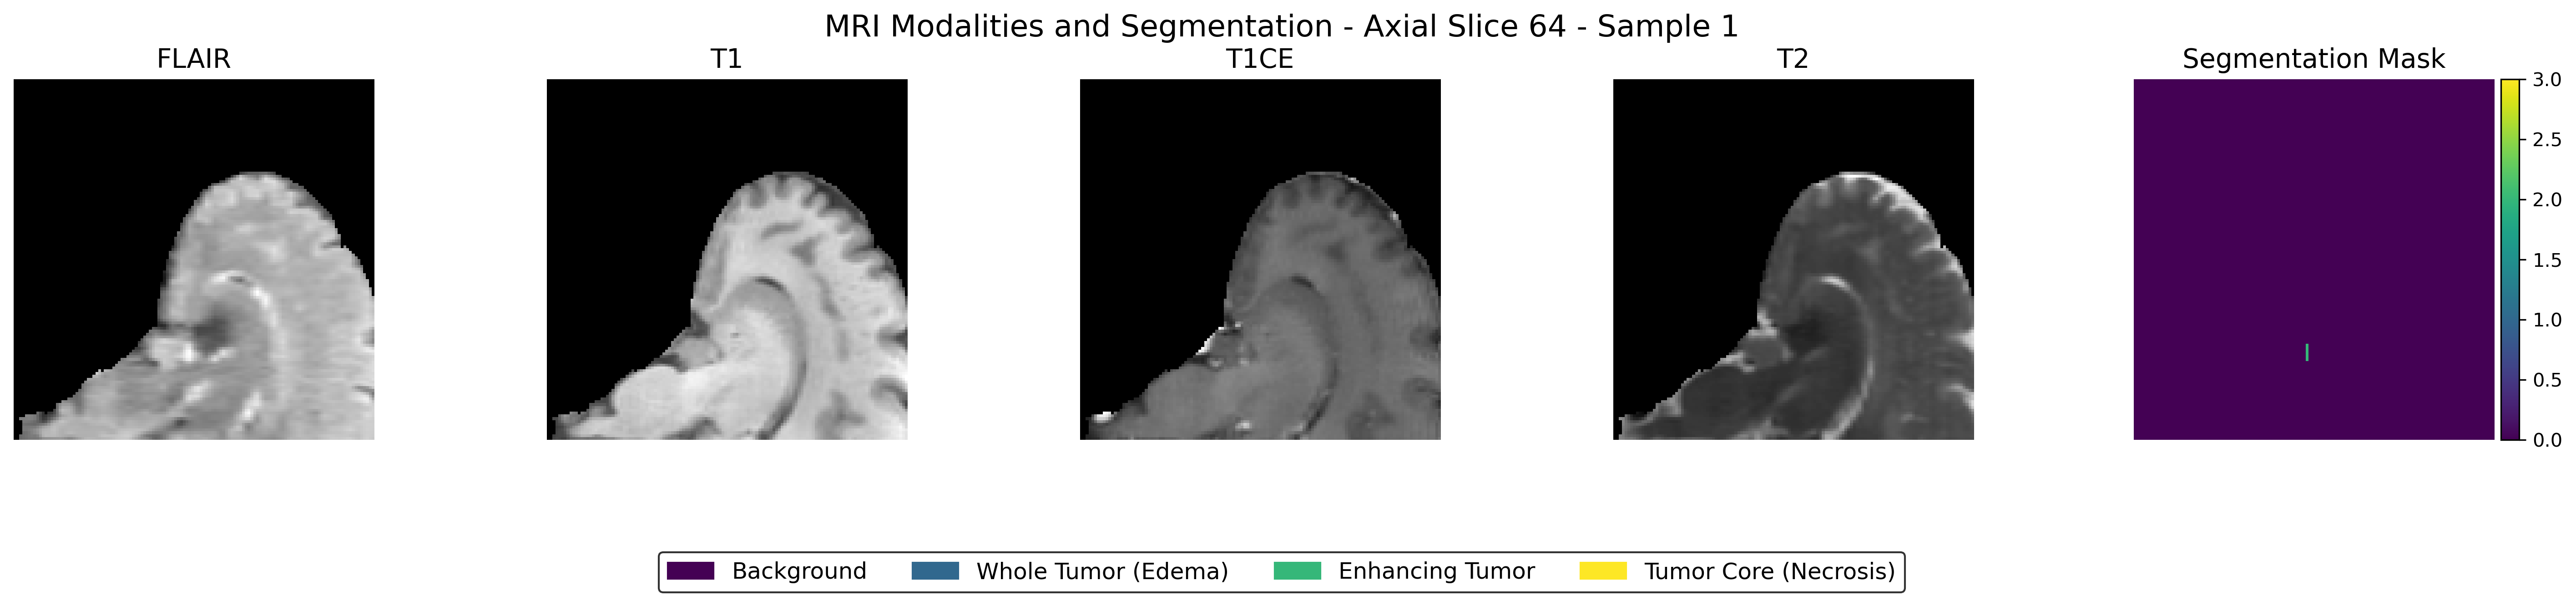 MRI Modalities and Segmentation - Axial Slice 64 - Sample 1
FLAIR
T1
T1CE
T2
Segmentation Mask
3.0
2.5
2.0
1.5
1.0
0.5
0.0
Background
Whole Tumor (Edema)
Enhancing Tumor
Tumor Core (Necrosis)